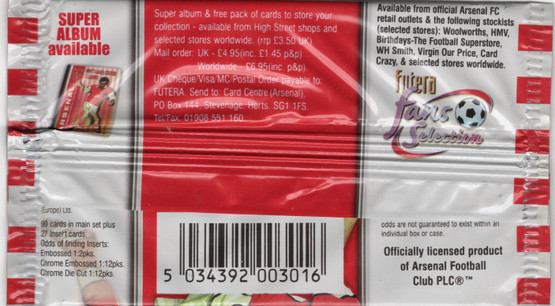 SUPER
ALBUM
available
ARSENAL
Super album & free pack of cards to store your
collection - available from High Street shops and
selected stores worldwide. (rrp £3.50 UK)
Mail order: UK - £4.95(inc. £1.45 p&p)
Worldwide - £6.95(inc. p&p).
UK Cheque/Visa/MC/Postal Order payable to:
FUTERA. Send to: Card Centre(Arsenal),
PO Box 144, Stevenage, Herts. SG1 1FS.
Tel/Fax: 01908 551 160
Available from official Arsenal FC
retail outlets & the following stockists
(selected stores): Woolworths, HMV,
Birthdays-The Football Superstore,
WH Smith, Virgin Our Price, Card
Crazy, & selected stores worldwide.
futera
Fans
Selection
(Europe) Ltd.
99 cards in main set plus
27 Insert cards.
Odds of finding Inserts:
Embossed 1:2pks.
Chrome Embossed 1:12pks.
Chrome Die Cut 1:12pks.
5 034392 003016
odds are not guaranteed to exist within an
individual box or case.
Officially licensed product
of Arsenal Football
Club PLC®™